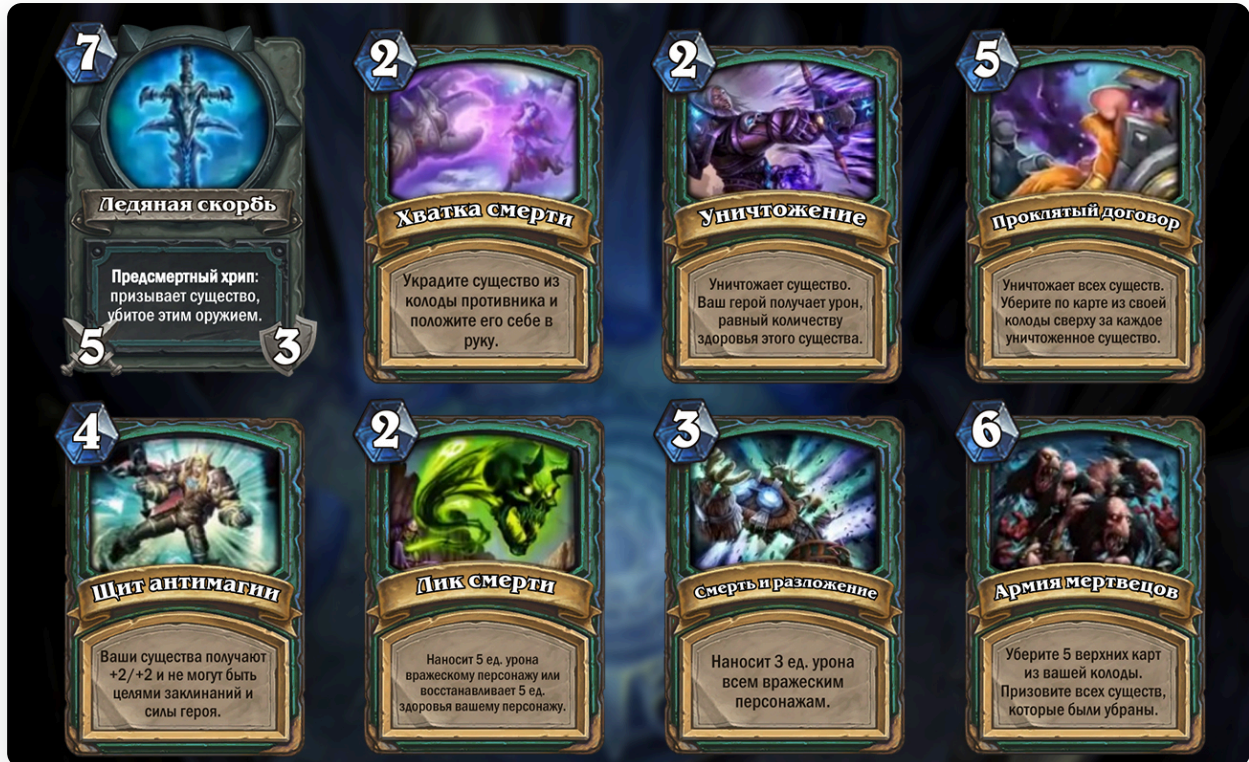 7
Ледяная скорбь
Предсмертный хрип:
призывает существо,
убитое этим оружием.
5
3
2
Хватка смерти
Украдите существо из
колоды противника и
положите его себе в
руку.
2
Уничтожение
Уничтожает существо.
Ваш герой получает урон,
равный количеству
здоровья этого существа.
5
Проклятый договор
Уничтожает всех существ.
Уберите по карте из своей
колоды сверху за каждое
уничтоженное существо.
4
Щит антимагии
Ваши существа получают
+2/+2 и не могут быть
целями заклинаний и
силы героя.
2
Лик смерти
Наносит 5 ед. урона
вражескому персонажу или
восстанавливает 5 ед.
здоровья вашему персонажу.
3
Смерть и разложение
Наносит 3 ед. урона
всем вражеским
персонажам.
6
Армия мертвецов
Уберите 5 верхних карт
из вашей колоды.
Призовите всех существ,
которые были убраны.